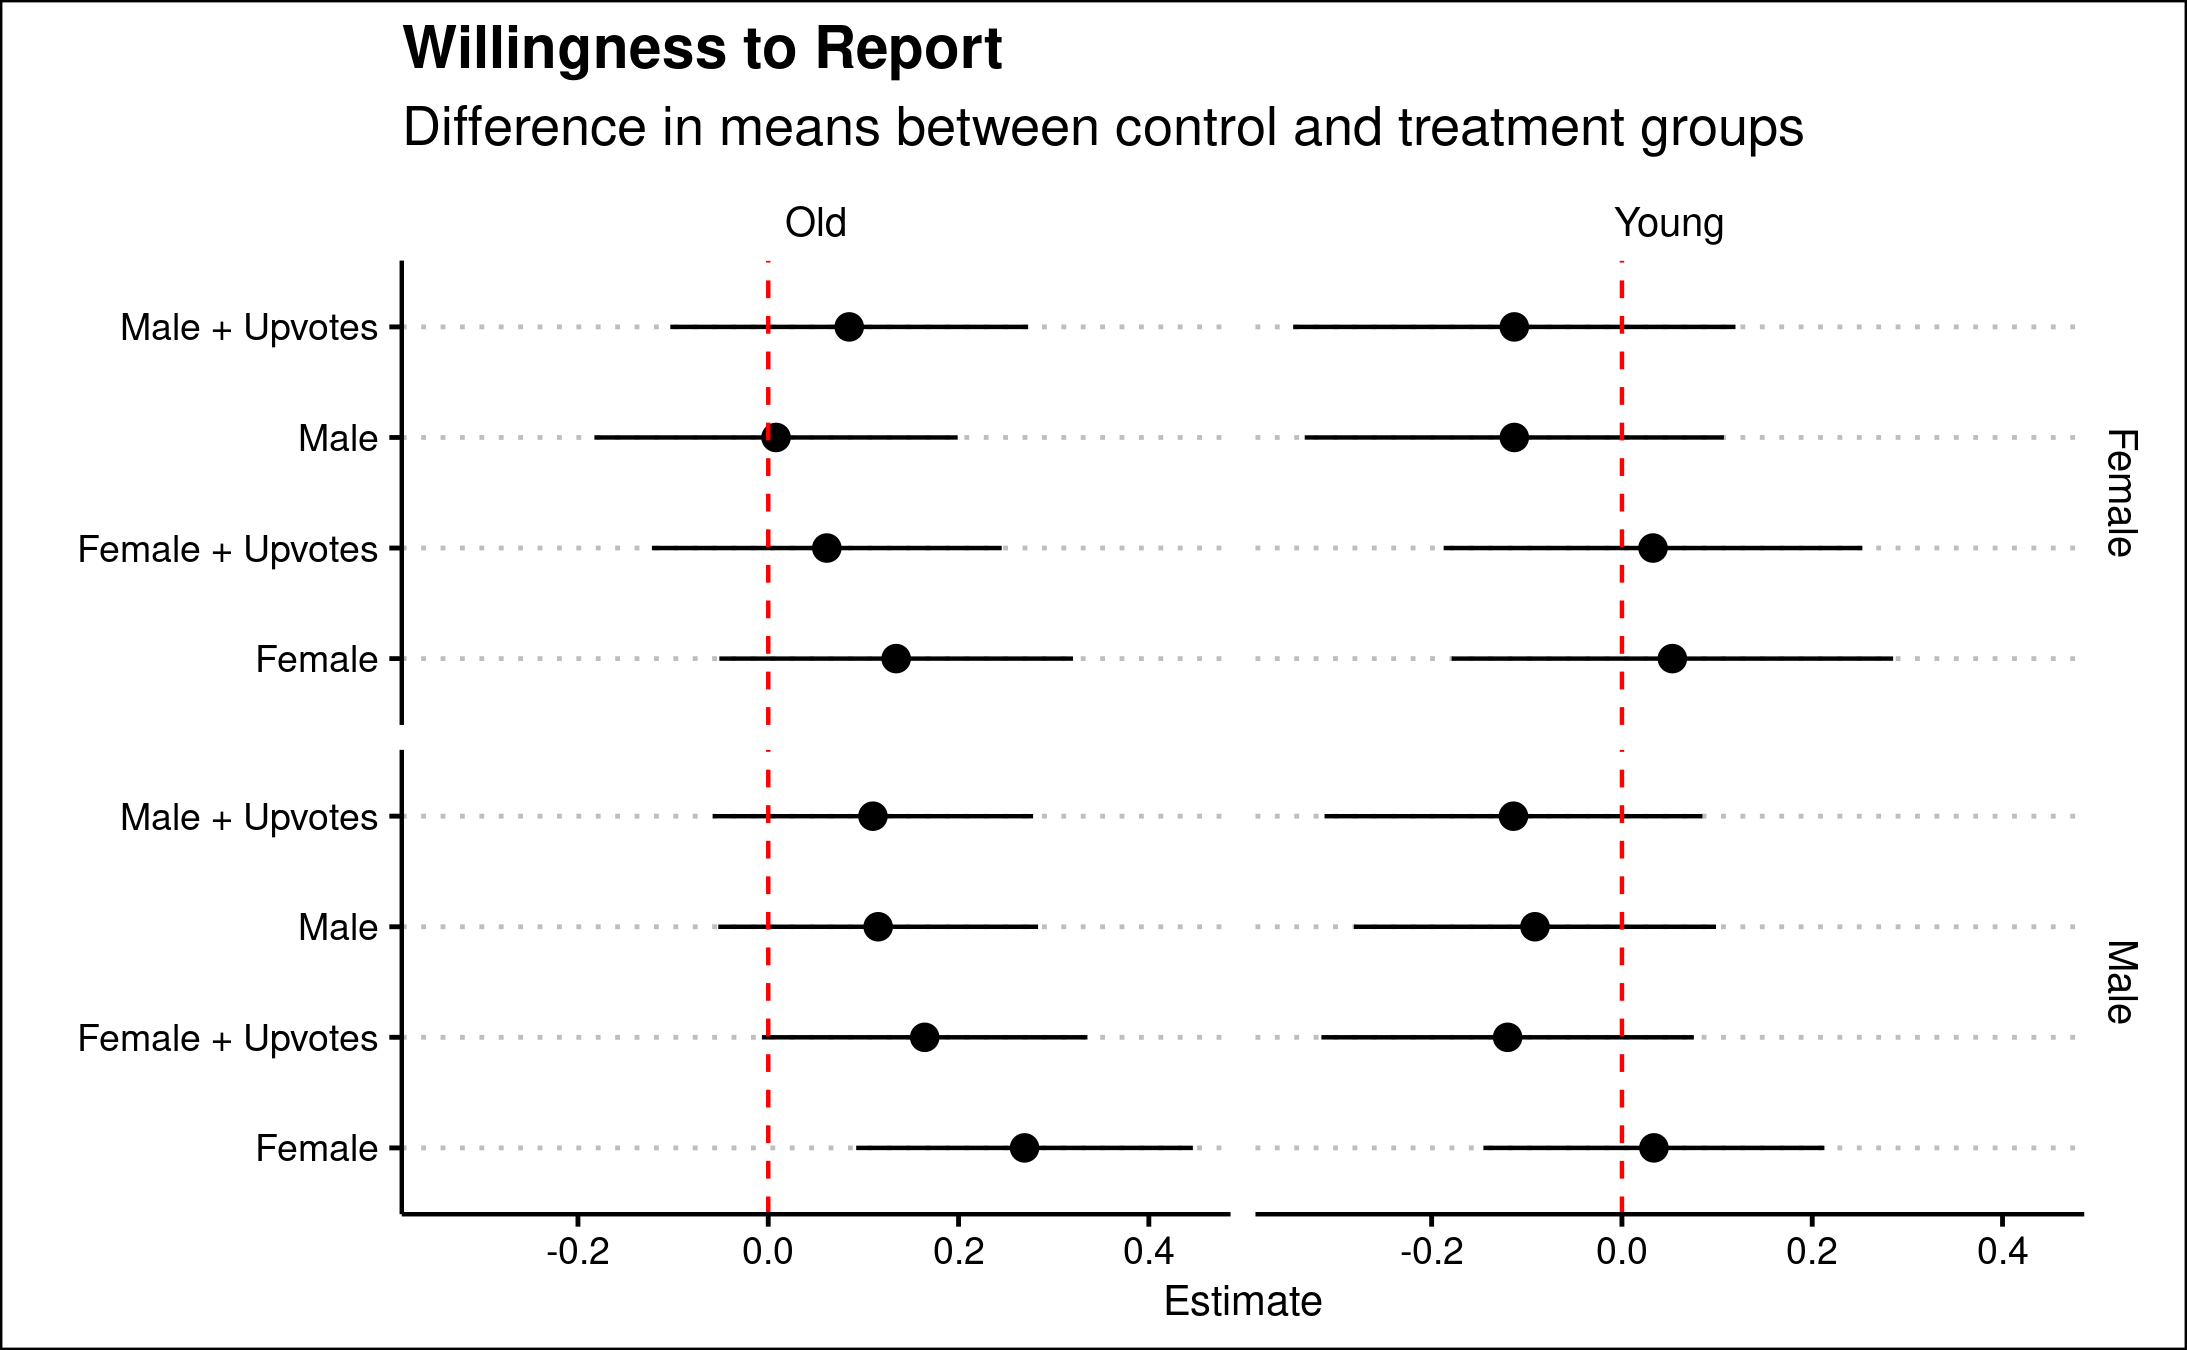 Willingness to Report
Difference in means between control and treatment groups
Old
Young
Male + Upvotes
Male
Female + Upvotes
Female
Female
Male + Upvotes
Male
Female + Upvotes
Female
Male
-0.2 0.0 0.2 0.4
-0.2 0.0 0.2 0.4
Estimate